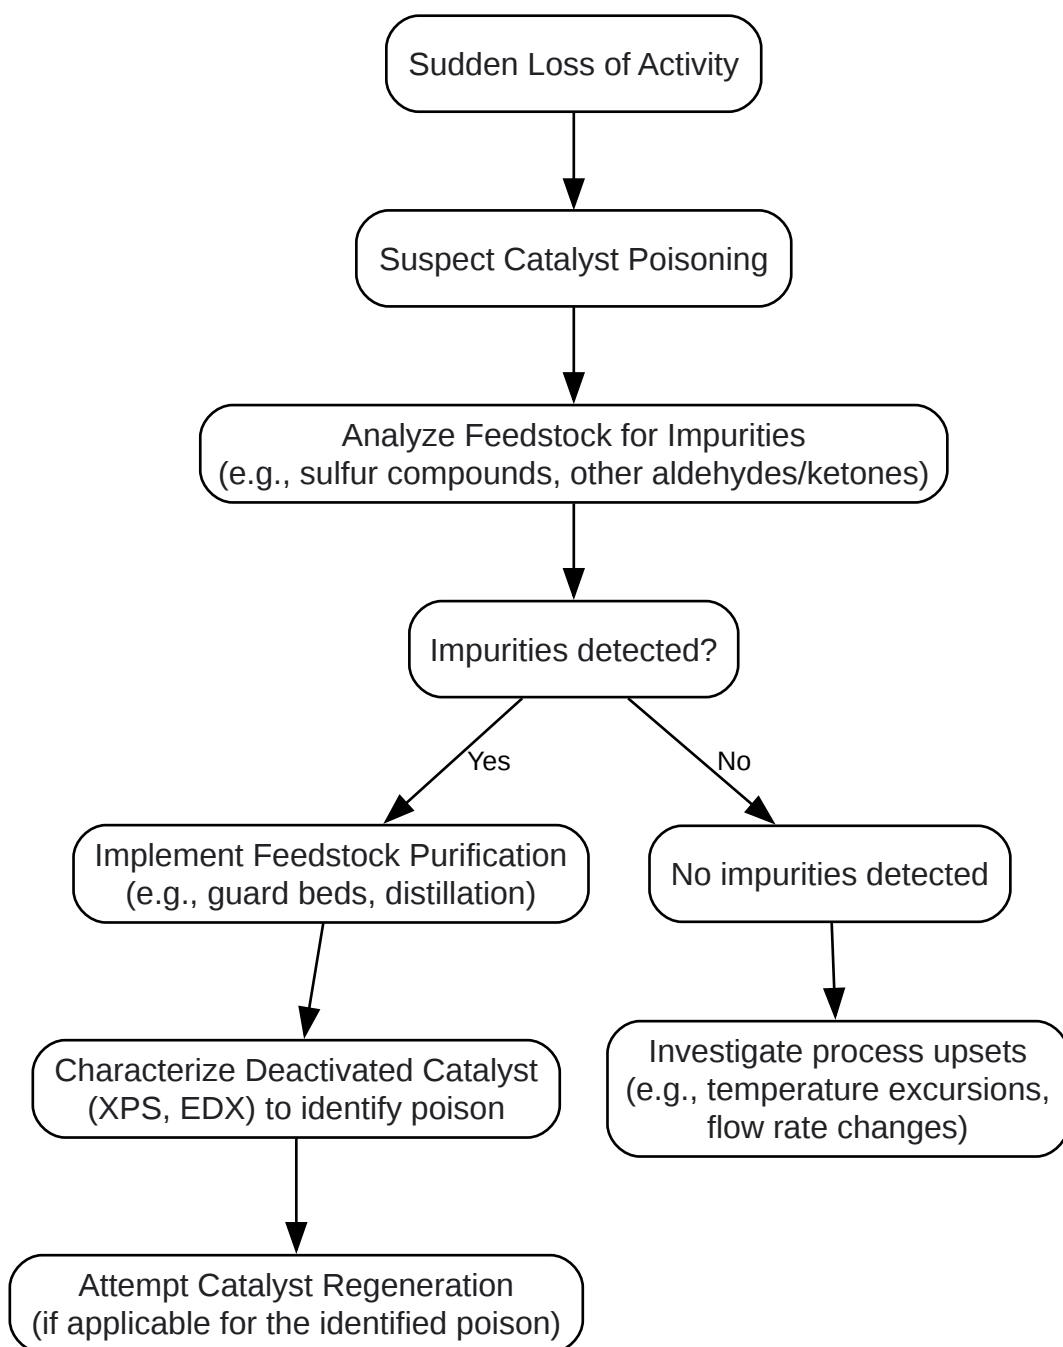 Sudden Loss of Activity
Suspect Catalyst Poisoning
Analyze Feedstock for Impurities
(e.g., sulfur compounds, other aldehydes/ketones)
Impurities detected?
Yes
No
Implement Feedstock Purification
(e.g., guard beds, distillation)
No impurities detected
Characterize Deactivated Catalyst
(XPS, EDX) to identify poison
Investigate process upsets
(e.g., temperature excursions,
flow rate changes)
Attempt Catalyst Regeneration
(if applicable for the identified poison)